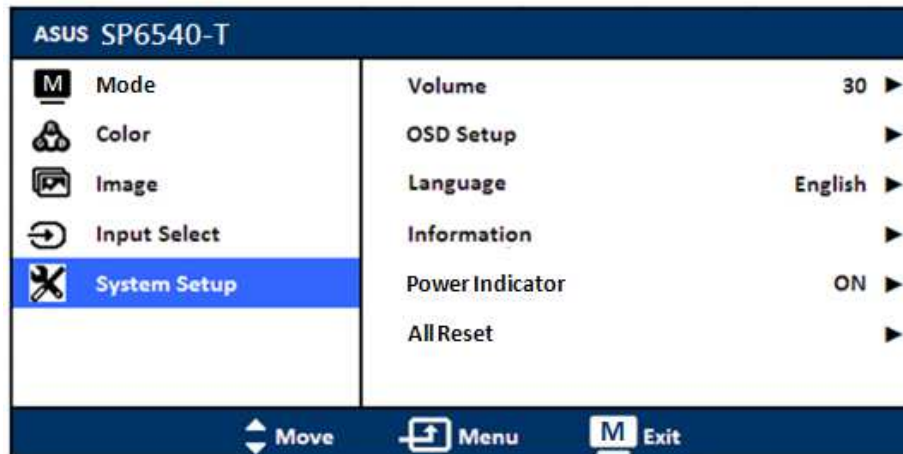 ASUS SP6540-T
M Mode
Color
Image
Input Select
System Setup
Volume 30
OSD Setup
Language English
Information
Power Indicator ON
All Reset
Move Menu M Exit